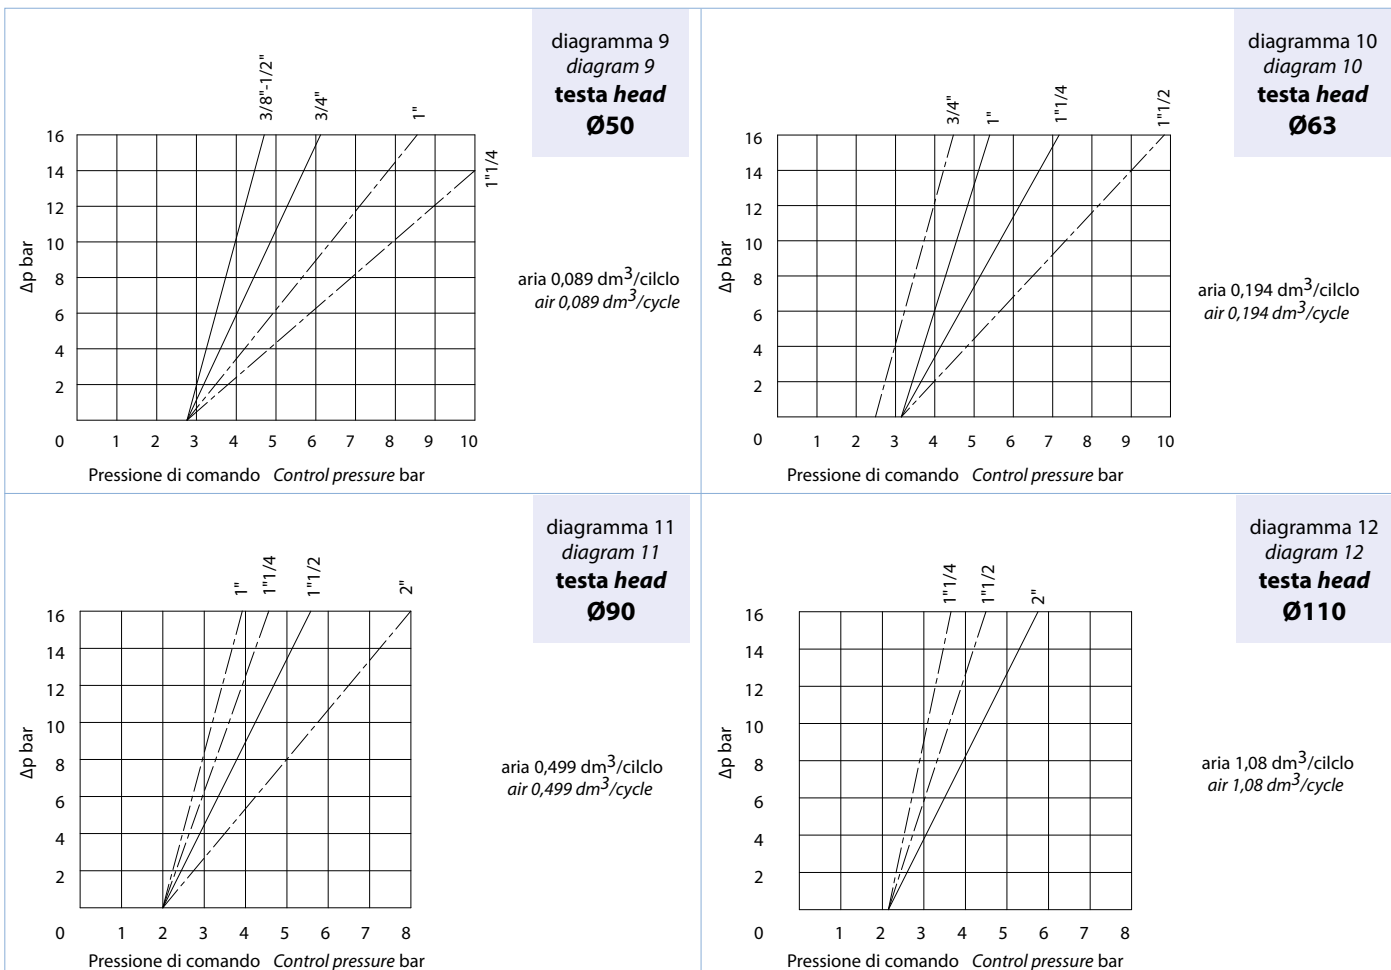 diagramma 9
diagram 9
testa head
Ø50
3/8"-1/2"
3/4"
1"
1"1/4
16
14
12
10
8
6
4
2
Δp bar
0 1 2 3 4 5 6 7 8 9 10
Pressione di comando Control pressure bar
aria 0,089 dm³/cilclo
air 0,089 dm³/cycle
diagramma 10
diagram 10
testa head
Ø63
3/4"
1"
1"1/4
1"1/2
16
14
12
10
8
6
4
2
Δp bar
0 1 2 3 4 5 6 7 8 9 10
Pressione di comando Control pressure bar
aria 0,194 dm³/cilclo
air 0,194 dm³/cycle
diagramma 11
diagram 11
testa head
Ø90
1"
1"1/4
1"1/2
2"
16
14
12
10
8
6
4
2
Δp bar
0 1 2 3 4 5 6 7 8
Pressione di comando Control pressure bar
aria 0,499 dm³/cilclo
air 0,499 dm³/cycle
diagramma 12
diagram 12
testa head
Ø110
1"1/4
1"1/2
2"
16
14
12
10
8
6
4
2
Δp bar
0 1 2 3 4 5 6 7 8
Pressione di comando Control pressure bar
aria 1,08 dm³/cilclo
air 1,08 dm³/cycle